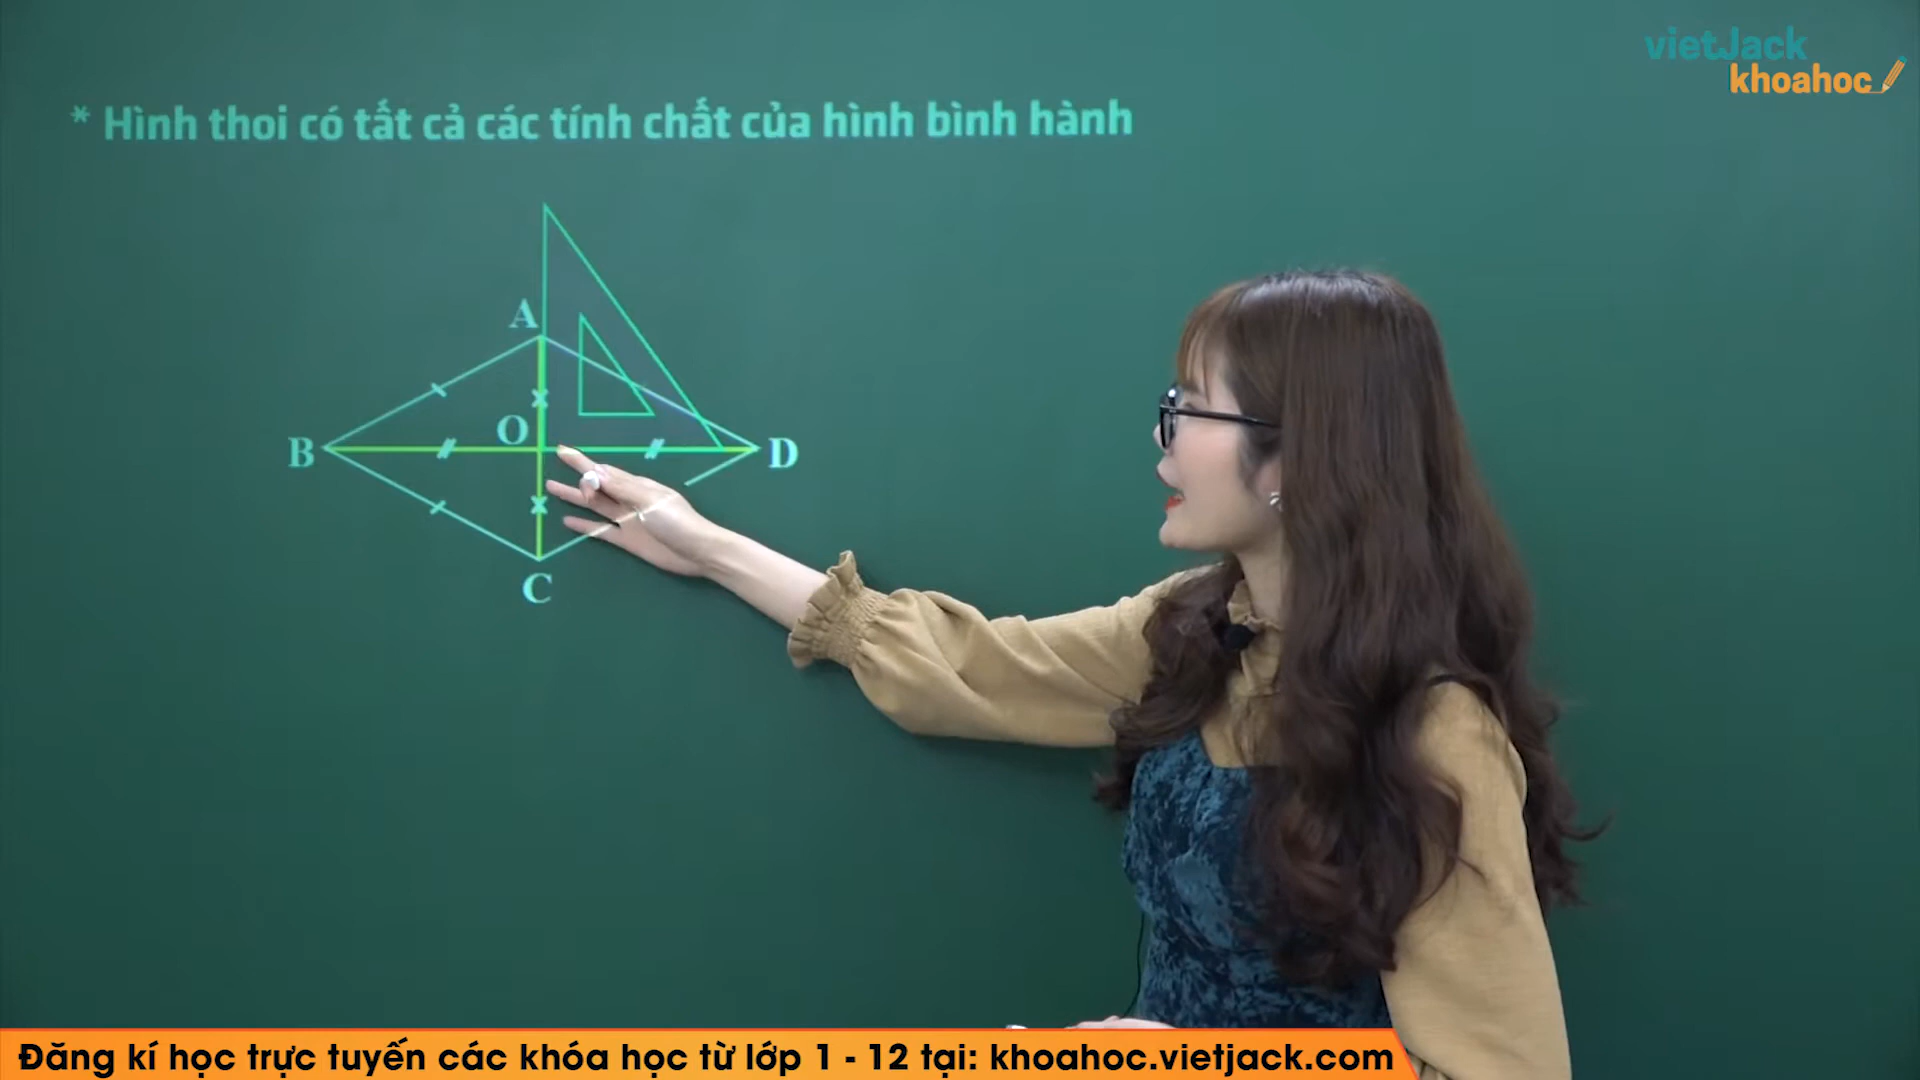 vietJack
khoahoc
* Hình thoi có tất cả các tính chất của hình bình hành
A
O
B
D
C
Đăng kí học trực tuyến các khóa học từ lớp 1 - 12 tại: khoahoc.vietjack.com